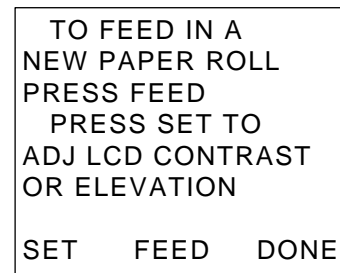 TO FEED IN A
NEW PAPER ROLL
PRESS FEED
PRESS SET TO
ADJ LCD CONTRAST
OR ELEVATION
SET FEED DONE